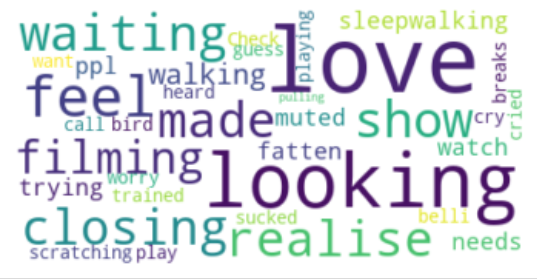 waiting Check love playing sleepwalking
want ppl guess
feel walking breaks
heard pulling
call bird made muted show cry cried
filming fatten watch
trying worry looking
trained
closing sucked belli
realise needs
scratching play